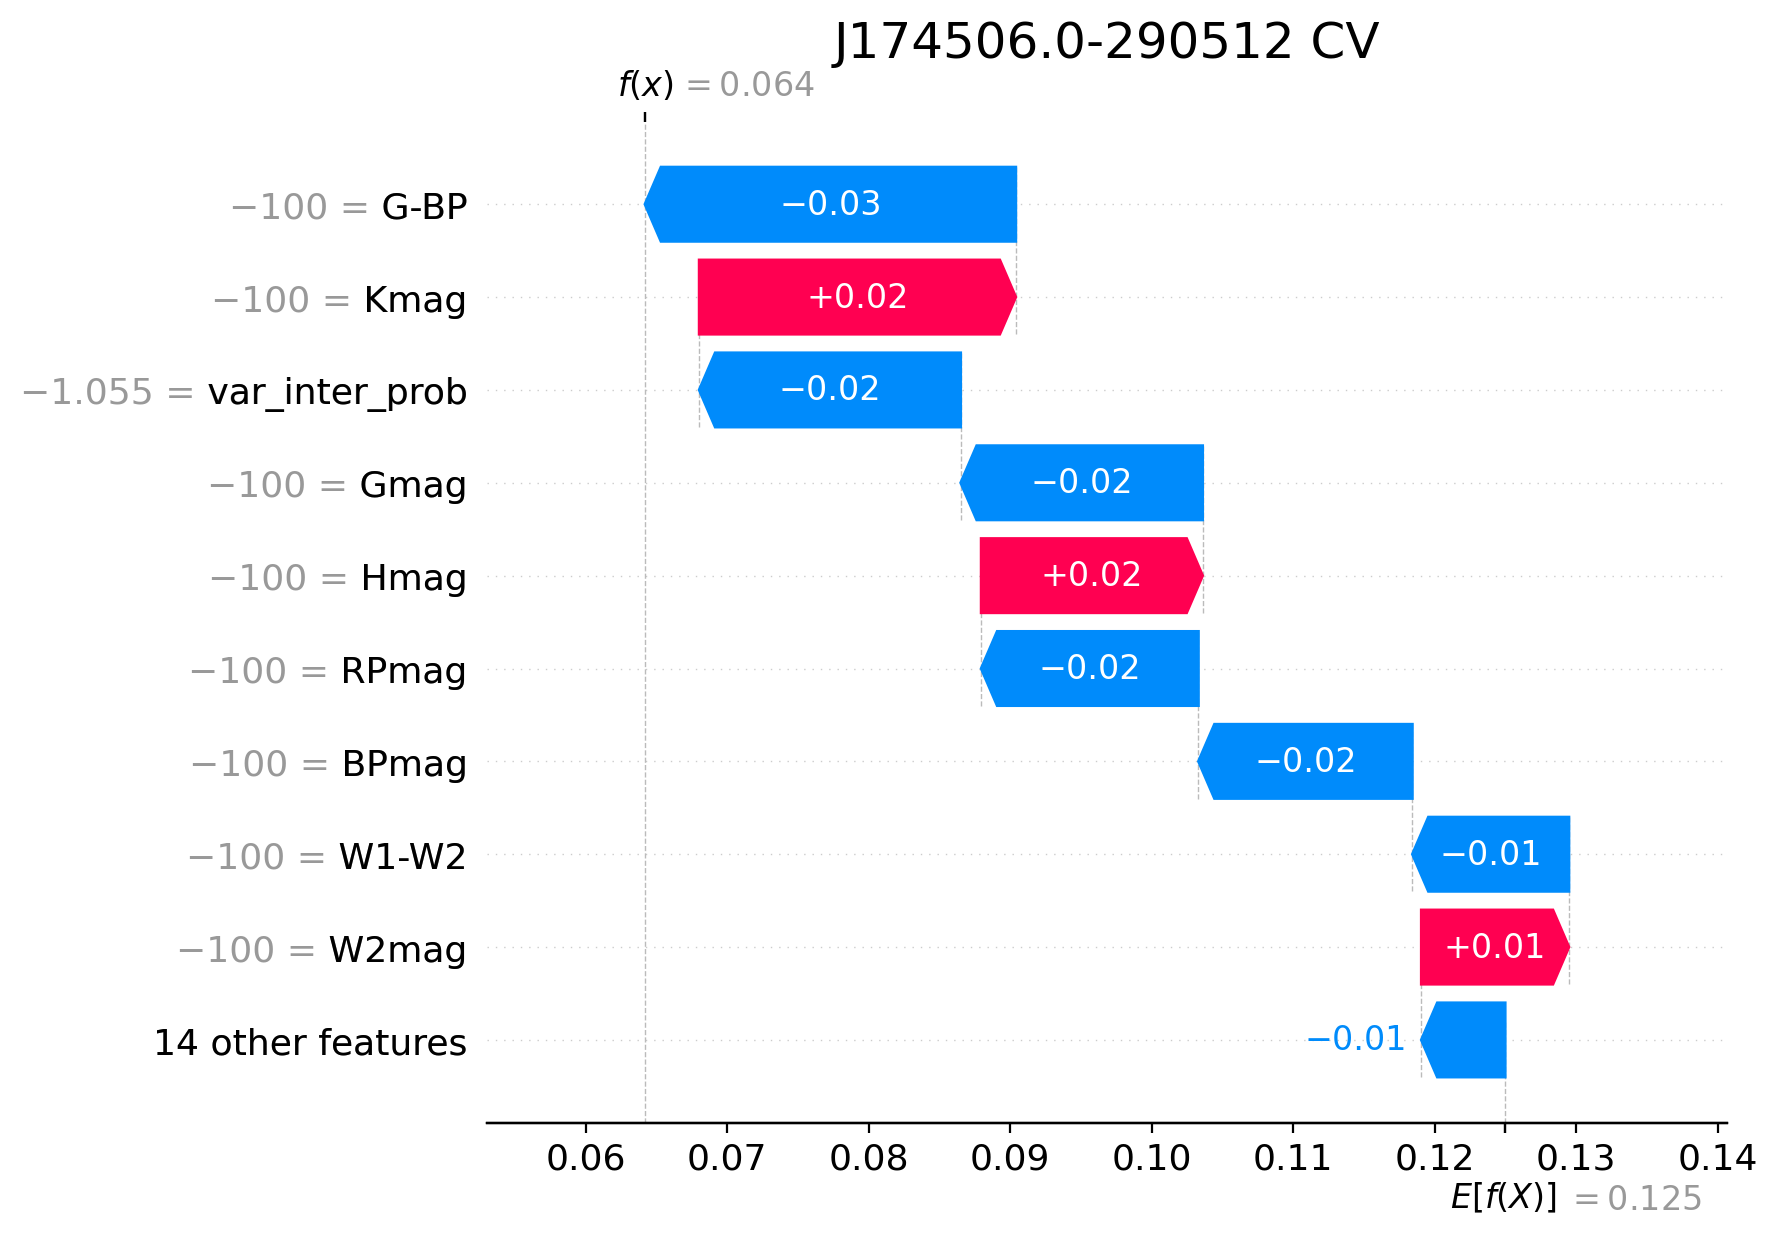 J174506.0-290512 CV
f(x) = 0.064
−100 = G-BP
−0.03
−100 = Kmag
+0.02
−1.055 = var_inter_prob
−0.02
−100 = Gmag
−0.02
−100 = Hmag
+0.02
−100 = RPmag
−0.02
−100 = BPmag
−0.02
−100 = W1-W2
−0.01
−100 = W2mag
+0.01
14 other features
−0.01
0.06 0.07 0.08 0.09 0.10 0.11 0.12 0.13 0.14
E[f(X)] = 0.125